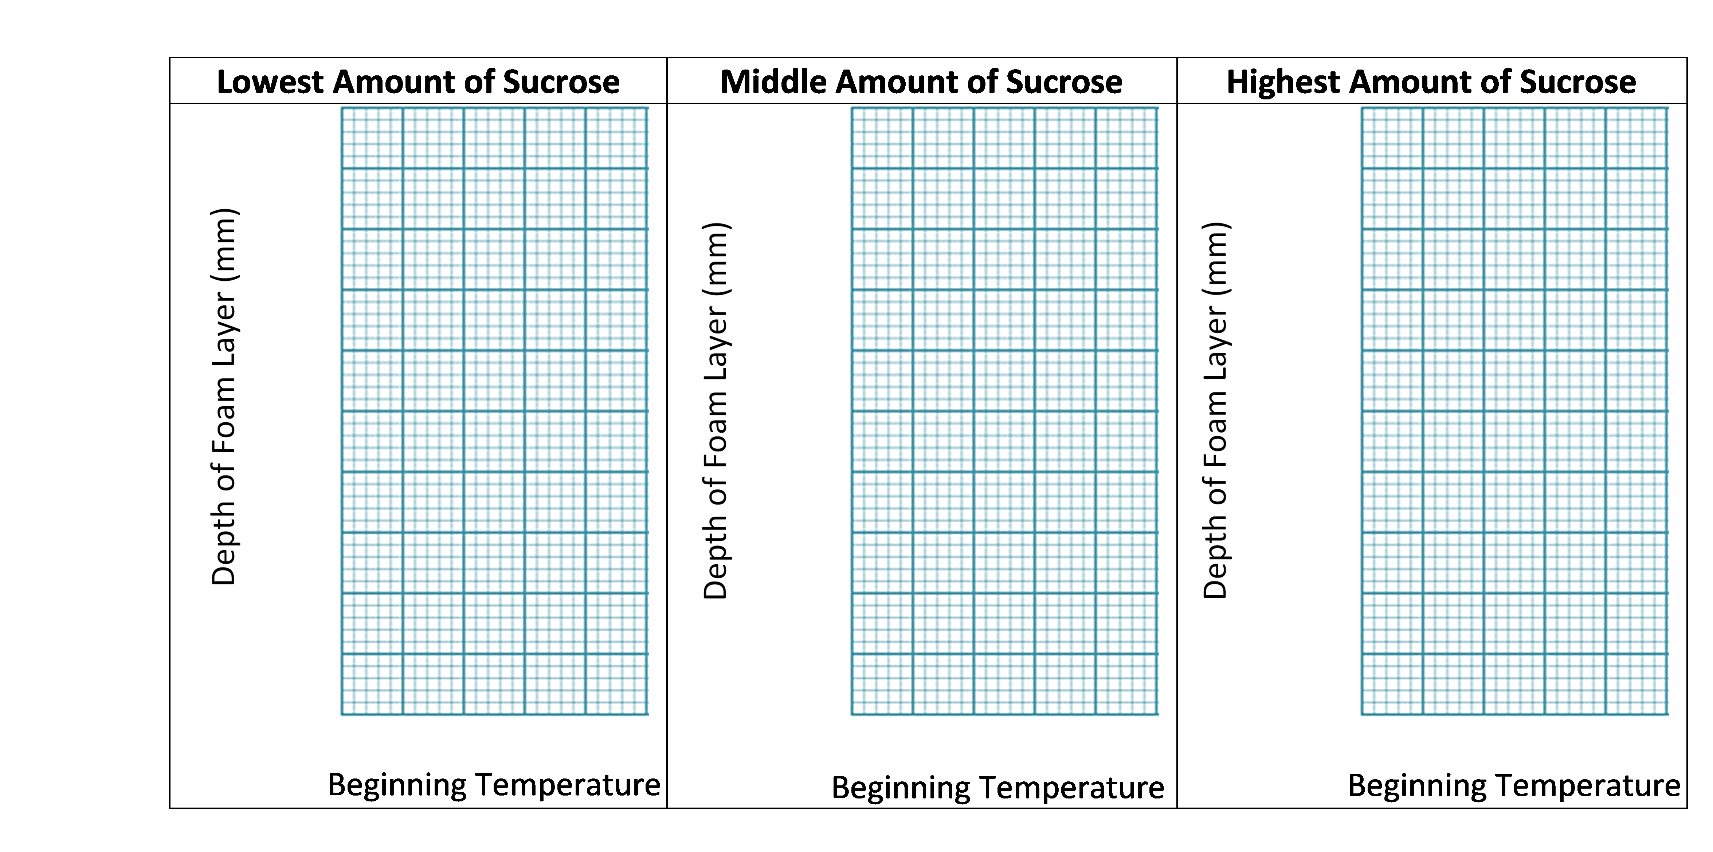 Lowest Amount of Sucrose
Middle Amount of Sucrose
Highest Amount of Sucrose
Depth of Foam Layer (mm)
Depth of Foam Layer (mm)
Depth of Foam Layer (mm)
Beginning Temperature
Beginning Temperature
Beginning Temperature